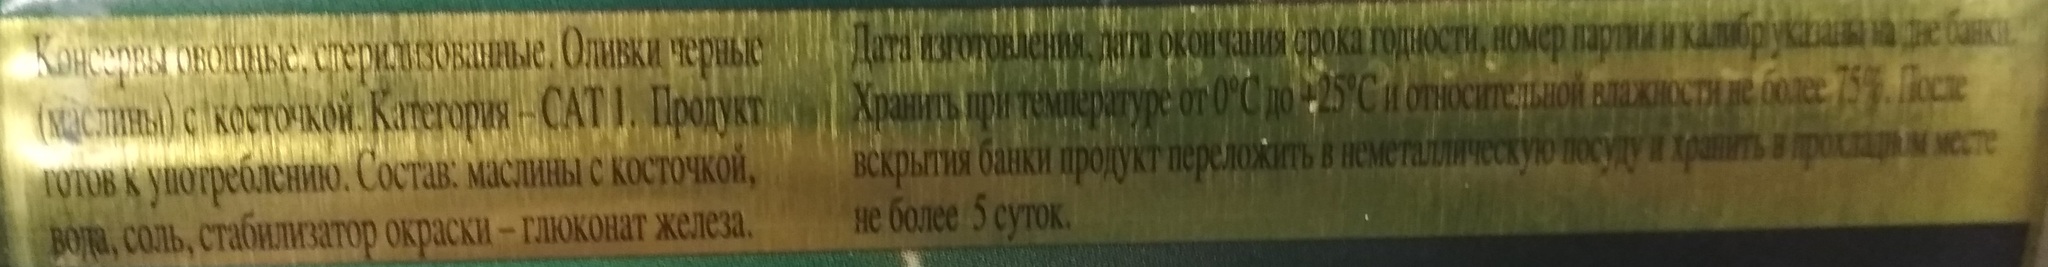 Консервы овощные, стерилизованные. Оливки черные
(маслины) с косточкой. Категория – САТ 1. Продукт
готов к употреблению. Состав: маслины с косточкой,
вода, соль, стабилизатор окраски – глюконат железа.
Дата изготовления, дата окончания срока годности, номер партии и калибр указаны на дне банки.
Хранить при температуре от 0°С до +25°С и относительной влажности не более 75%. После
вскрытия банки продукт переложить в неметаллическую посуду и хранить в прохладном месте
не более 5 суток.